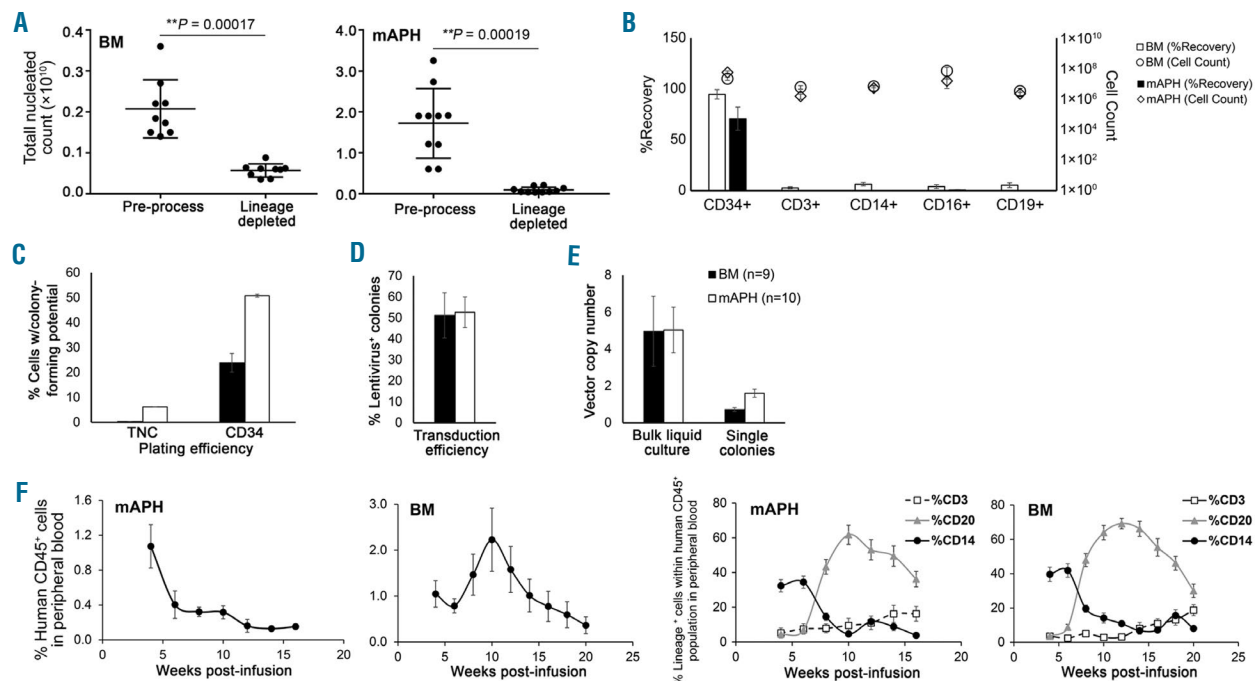 A
Totall nucleated
count (×10¹⁰)
0.4
0.3
0.2
0.1
0.0
BM
**P = 0.00017
Pre-process
Lineage
depleted
4.0
3.0
2.0
1.0
0.0
mAPH
**P = 0.00019
Pre-process
Lineage
depleted
B
%Recovery
150
100
50
0
CD34+
CD3+
CD14+
CD16+
CD19+
1×10¹⁰
1×10⁸
1×10⁶
1×10⁴
1×10²
1×10⁰
Cell Count
BM (%Recovery)
BM (Cell Count)
mAPH (%Recovery)
mAPH (Cell Count)
C
% Cells w/colony-
forming potential
60
50
40
30
20
10
0
TNC
CD34
Plating efficiency
D
% Lentivirus⁺ colonies
70
60
50
40
30
20
10
0
Transduction
efficiency
E
Vector copy number
8
6
4
2
0
Bulk liquid
culture
Single
colonies
BM (n=9)
mAPH (n=10)
F
% Human CD45⁺ cells
in peripheral blood
1.6
1.2
0.8
0.4
0.0
mAPH
0
5
10
15
20
Weeks post-infusion
3.0
2.0
1.0
0.0
BM
0
5
10
15
20
25
Weeks post-infusion
% Lineage ⁺ cells within human CD45⁺
population in peripheral blood
80
60
40
20
0
mAPH
%CD3
%CD20
%CD14
0
5
10
15
20
Weeks post-infusion
80
60
40
20
0
BM
%CD3
%CD20
%CD14
0
5
10
15
20
25
Weeks post-infusion